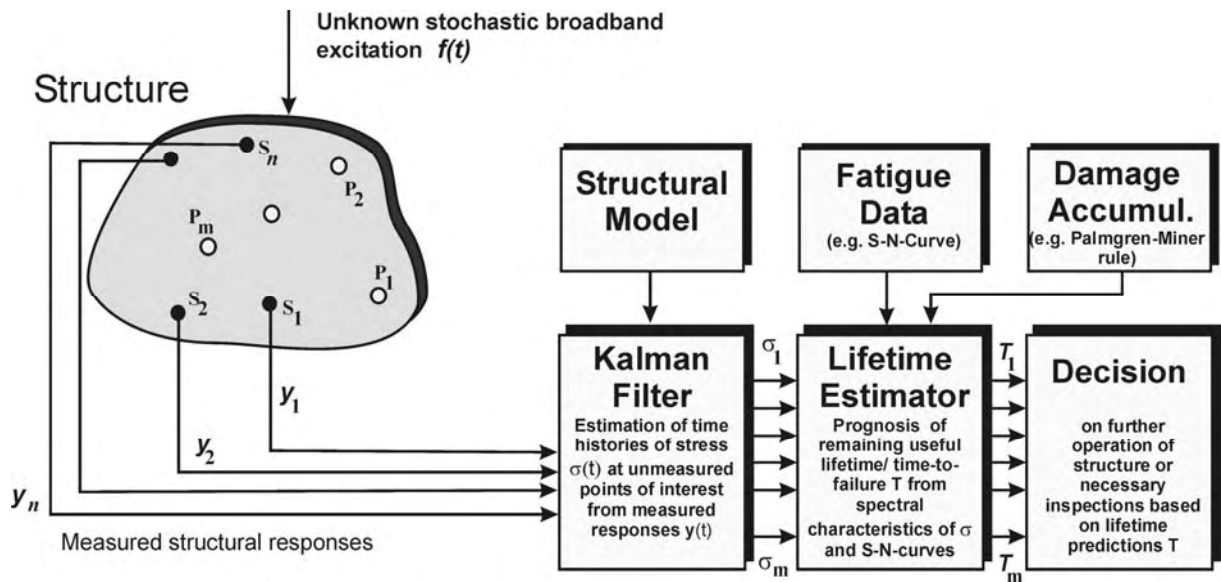 Unknown stochastic broadband
excitation f(t)
Structure
Sn
P2
Pm
P1
S2
S1
y1
y2
yn
Measured structural responses
Structural
Model
Fatigue
Data
(e.g. S-N-Curve)
Damage
Accumul.
(e.g. Palmgren-Miner
rule)
Kalman
Filter
Estimation of time
histories of stress
σ(t) at unmeasured
points of interest
from measured
responses y(t)
σ1
σm
Lifetime
Estimator
Prognosis of
remaining useful
lifetime/ time-to-
failure T from spectral
characteristics of σ
and S-N-curves
T1
Tm
Decision
on further
operation of
structure or
necessary
inspections based
on lifetime
predictions T